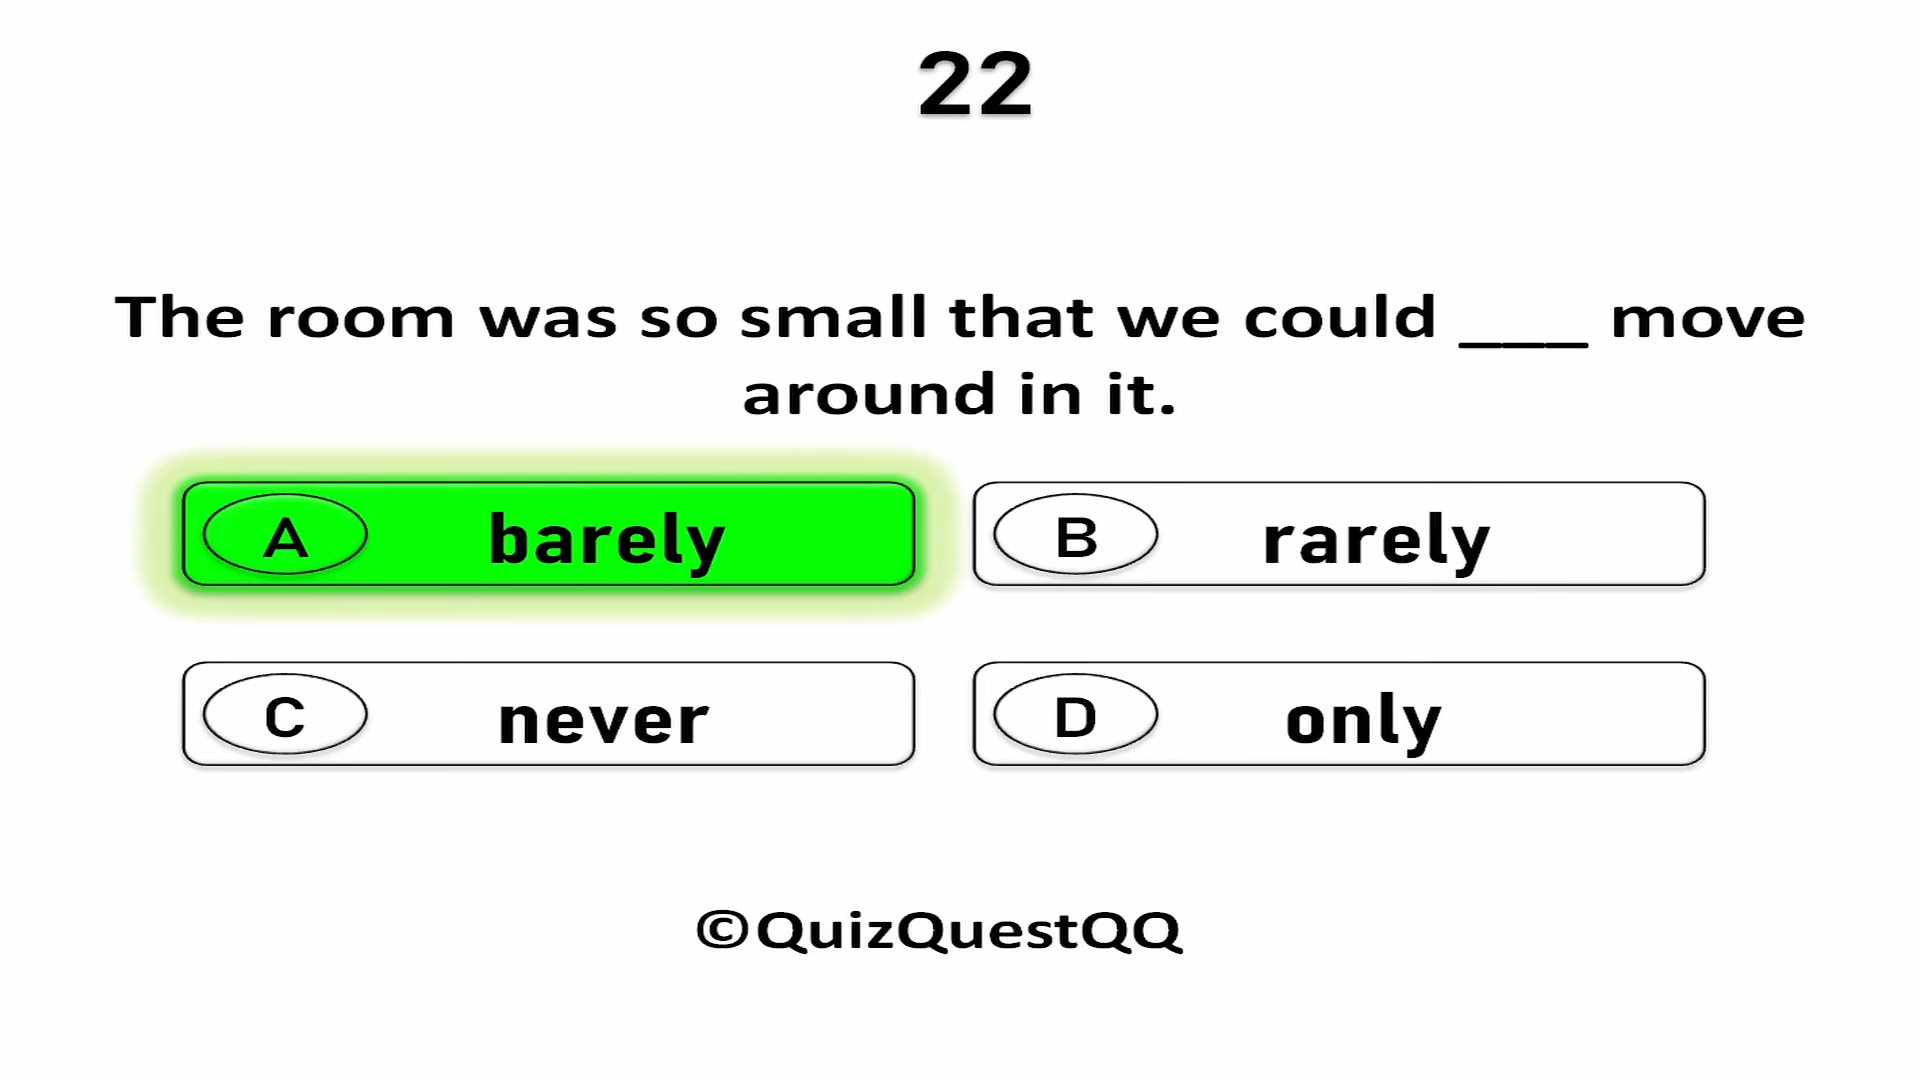 22
The room was so small that we could ___ move
around in it.
A barely
B rarely
C never
D only
©QuizQuestQQ